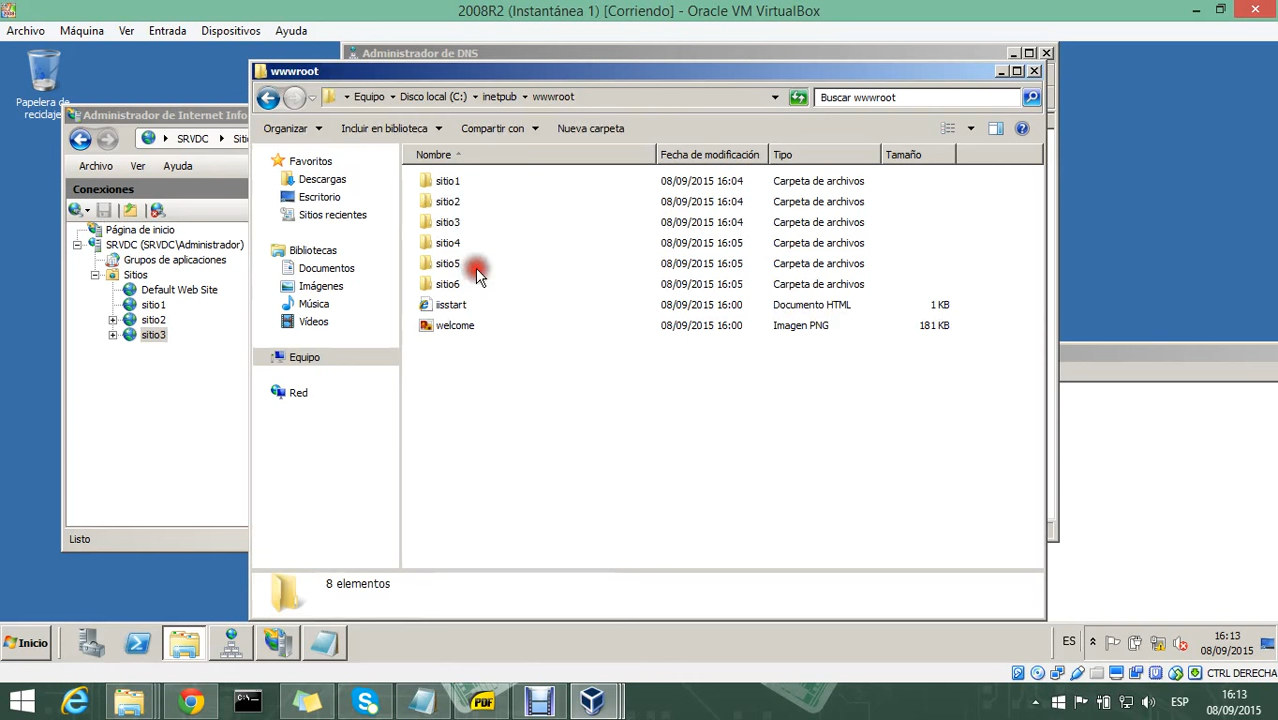 2008R2 (Instantánea 1) [Corriendo] - Oracle VM VirtualBox
Archivo Máquina Ver Entrada Dispositivos Ayuda
Papelera de reciclaje
Administrador de DNS
Administrador de Internet Info
SRVDC Siti
Archivo Ver Ayuda
Conexiones
Página de inicio
SRVDC (SRVDC\Administrador)
Grupos de aplicaciones
Sitios
Default Web Site
sitio1
sitio2
sitio3
Listo
wwwroot
Equipo Disco local (C:) inetpub wwwroot
Buscar wwwroot
Organizar Incluir en biblioteca Compartir con Nueva carpeta
Favoritos
Descargas
Escritorio
Sitios recientes
Bibliotecas
Documentos
Imágenes
Música
Vídeos
Equipo
Red
Nombre Fecha de modificación Tipo Tamaño
sitio1 08/09/2015 16:04 Carpeta de archivos
sitio2 08/09/2015 16:04 Carpeta de archivos
sitio3 08/09/2015 16:04 Carpeta de archivos
sitio4 08/09/2015 16:05 Carpeta de archivos
sitio5 08/09/2015 16:05 Carpeta de archivos
sitio6 08/09/2015 16:05 Carpeta de archivos
iisstart 08/09/2015 16:00 Documento HTML 1 KB
welcome 08/09/2015 16:00 Imagen PNG 181 KB
8 elementos
Inicio
ES
16:13
08/09/2015
CTRL DERECHA
PDF
ESP
16:13
08/09/2015